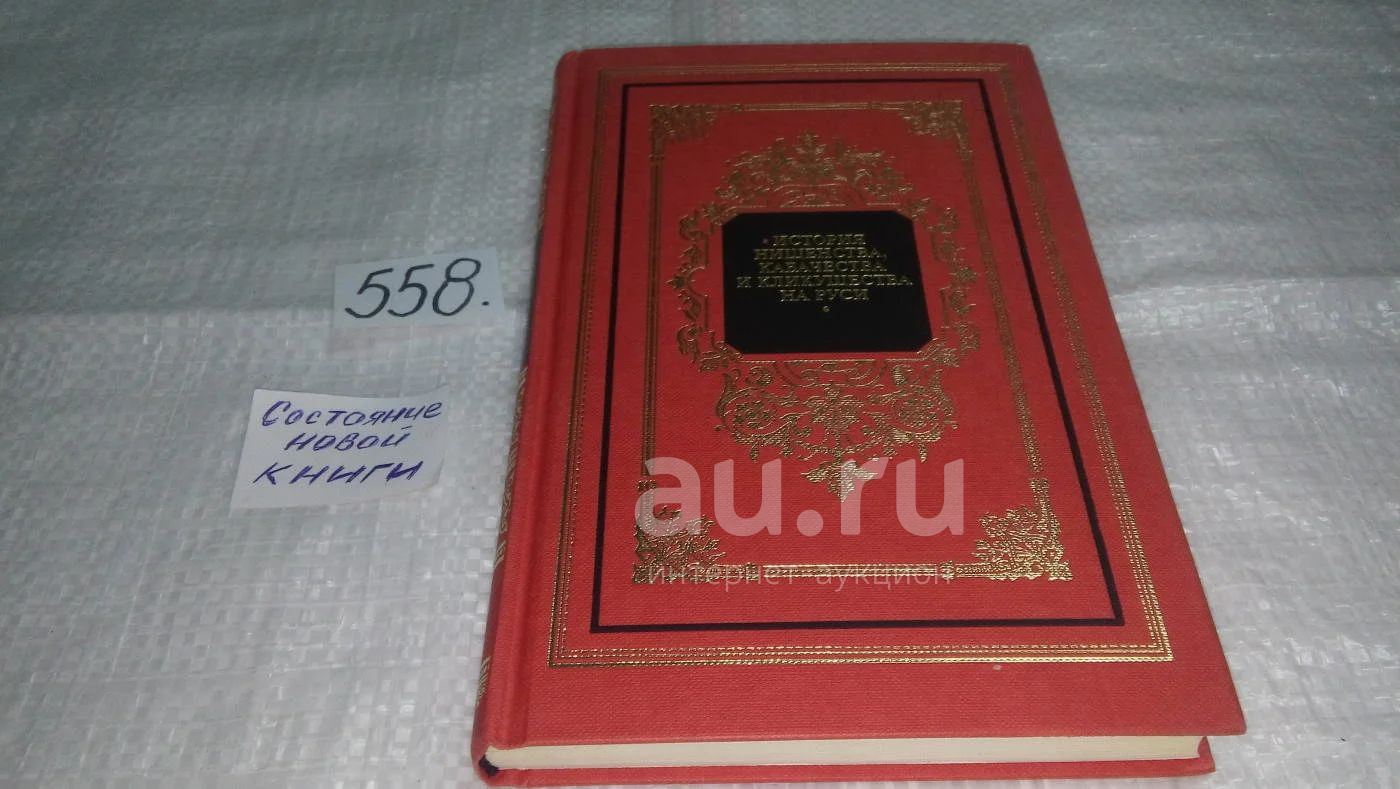 ИСТОРИЯ
НИЩЕНСТВА,
КАБАЧЕСТВА
И КЛИКУШЕСТВА
НА РУСИ
558.
Состояние
новой
книги
au.ru
интернет-аукцион